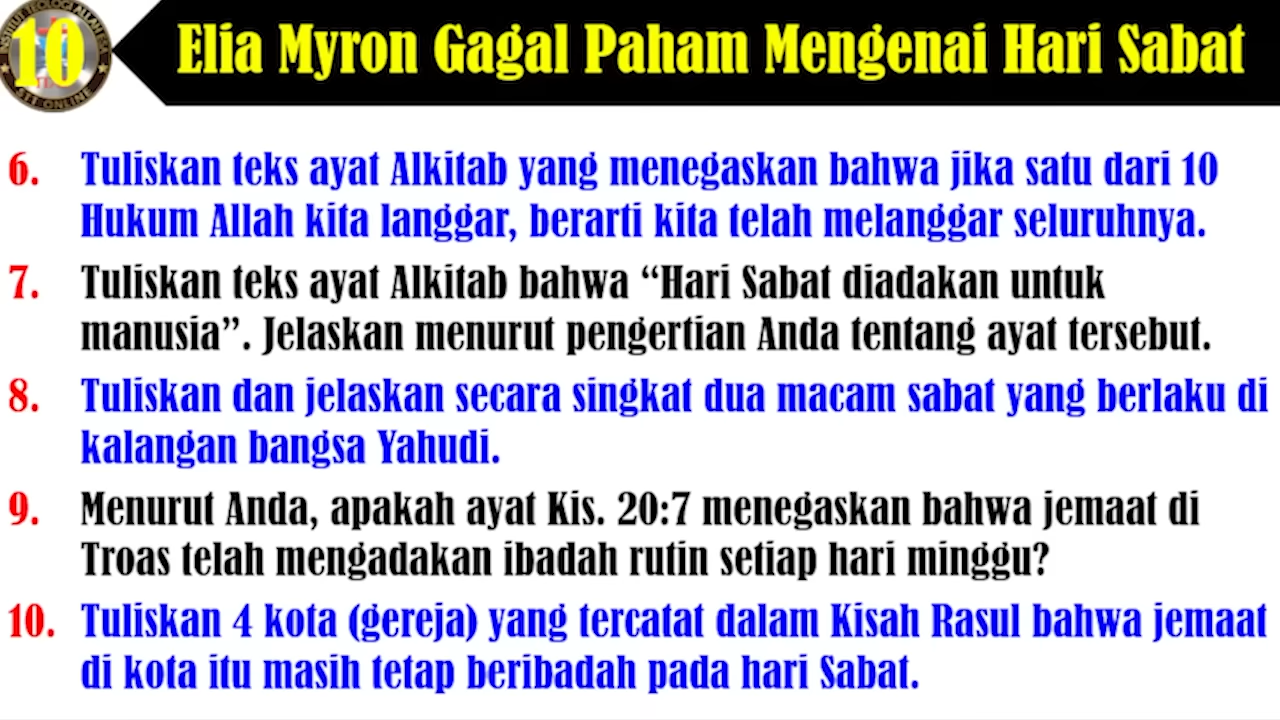 10
Elia Myron Gagal Paham Mengenai Hari Sabat
STT ONLINE
6. Tuliskan teks ayat Alkitab yang menegaskan bahwa jika satu dari 10
Hukum Allah kita langgar, berarti kita telah melanggar seluruhnya.
7. Tuliskan teks ayat Alkitab bahwa “Hari Sabat diadakan untuk
manusia”. Jelaskan menurut pengertian Anda tentang ayat tersebut.
8. Tuliskan dan jelaskan secara singkat dua macam sabat yang berlaku di
kalangan bangsa Yahudi.
9. Menurut Anda, apakah ayat Kis. 20:7 menegaskan bahwa jemaat di
Troas telah mengadakan ibadah rutin setiap hari minggu?
10. Tuliskan 4 kota (gereja) yang tercatat dalam Kisah Rasul bahwa jemaat
di kota itu masih tetap beribadah pada hari Sabat.